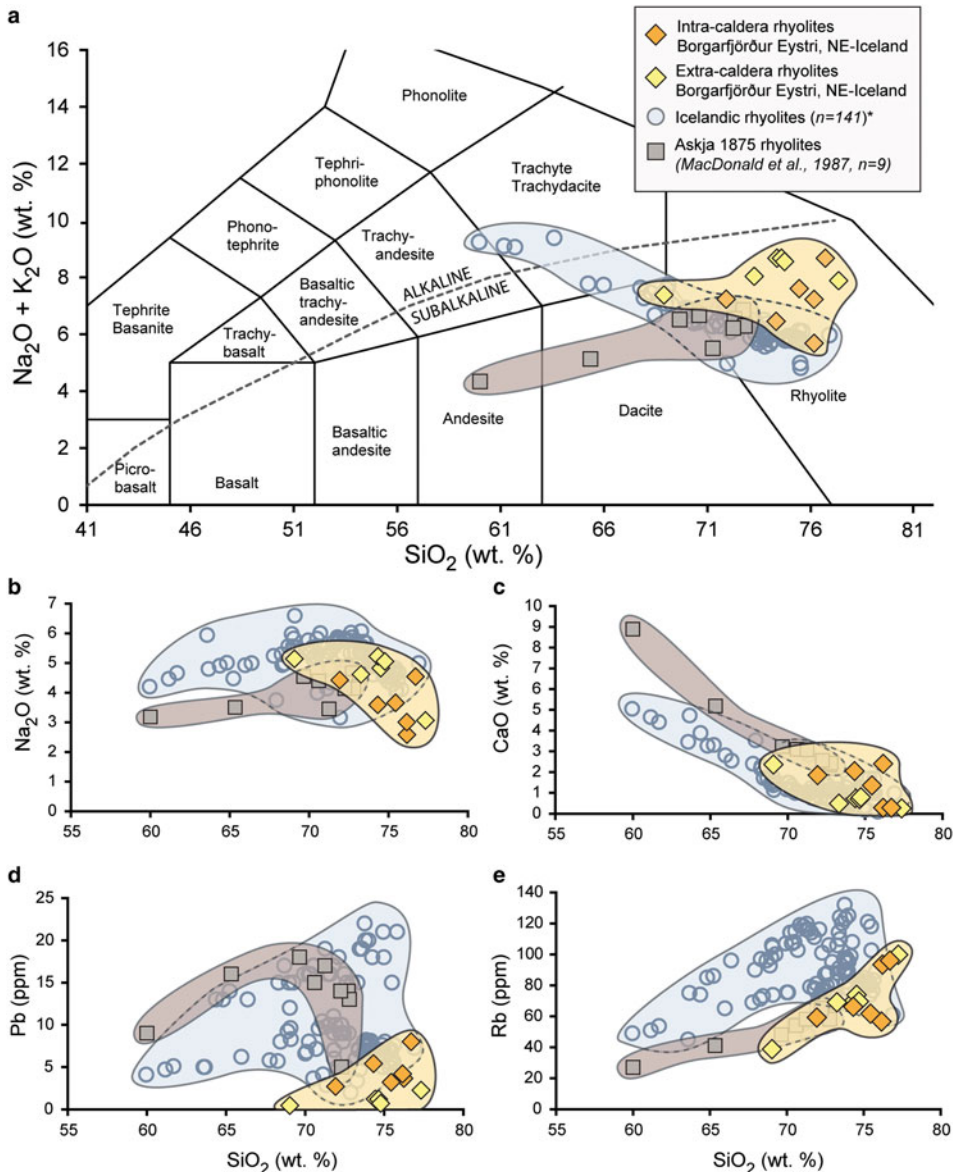 a
Intra-caldera rhyolites
Borgarfjörður Eystri, NE-Iceland
Extra-caldera rhyolites
Borgarfjörður Eystri, NE-Iceland
Icelandic rhyolites (n=141)*
Askja 1875 rhyolites
(MacDonald et al., 1987, n=9)
Na2O + K2O (wt. %)
16
14
12
10
8
6
4
2
0
Phonolite
Tephri-
phonolite
Trachyte
Trachydacite
Phono-
tephrite
Trachy-
andesite
Tephrite
Basanite
Basaltic
trachy-
andesite
ALKALINE
SUBALKALINE
Trachy-
basalt
Rhyolite
Andesite
Dacite
Basaltic
andesite
Picro-
basalt
Basalt
41
46
51
56
61
66
71
76
81
SiO2 (wt. %)
b
Na2O (wt. %)
7
6
5
4
3
2
1
0
55
60
65
70
75
80
c
CaO (wt. %)
10
9
8
7
6
5
4
3
2
1
0
55
60
65
70
75
80
d
Pb (ppm)
25
20
15
10
5
0
55
60
65
70
75
80
SiO2 (wt. %)
e
Rb (ppm)
140
120
100
80
60
40
20
0
55
60
65
70
75
80
SiO2 (wt. %)